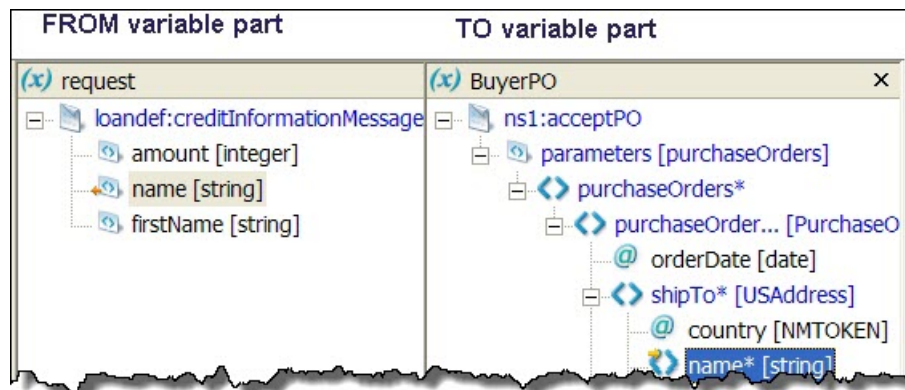 FROM variable part
TO variable part
(x) request
(x) BuyerPO
loandef:creditInformationMessage
ns1:acceptPO
amount [integer]
parameters [purchaseOrders]
name [string]
purchaseOrders*
firstName [string]
purchaseOrder... [PurchaseO
@ orderDate [date]
shipTo* [USAddress]
@ country [NMTOKEN]
name* [string]